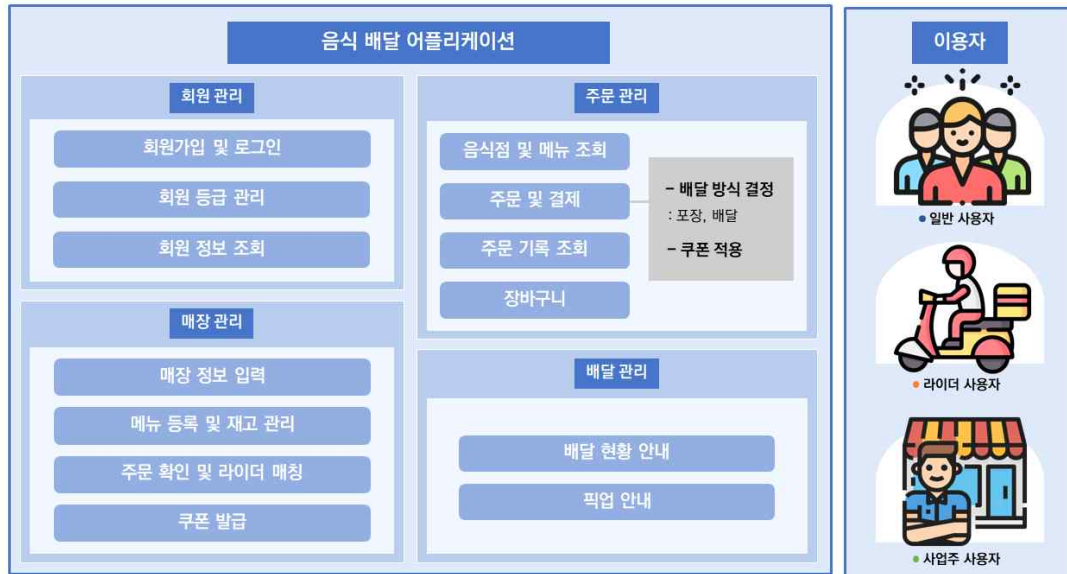 음식 배달 어플리케이션
회원 관리
회원가입 및 로그인
회원 등급 관리
회원 정보 조회
매장 관리
매장 정보 입력
메뉴 등록 및 재고 관리
주문 확인 및 라이더 매칭
쿠폰 발급
주문 관리
음식점 및 메뉴 조회
주문 및 결제
주문 기록 조회
장바구니
– 배달 방식 결정
: 포장, 배달
– 쿠폰 적용
배달 관리
배달 현황 안내
픽업 안내
이용자
• 일반 사용자
• 라이더 사용자
• 사업주 사용자